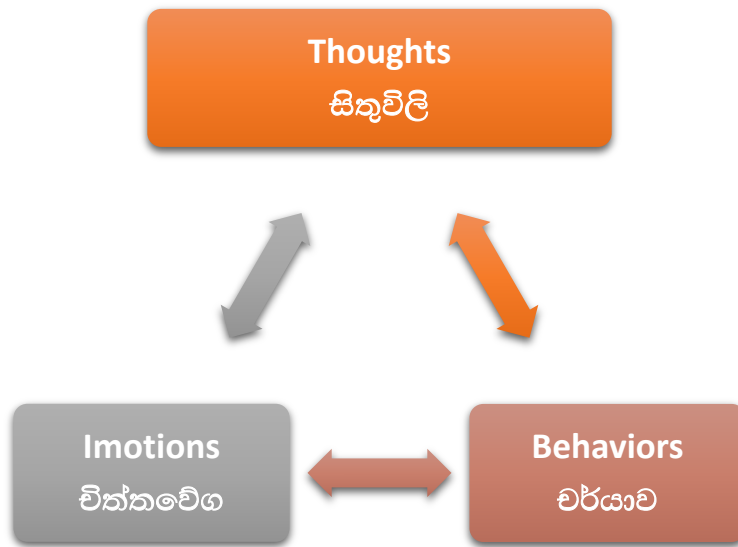 Thoughts
සිතුවිලි
Imotions
චිත්තවේග
Behaviors
චර්යාව